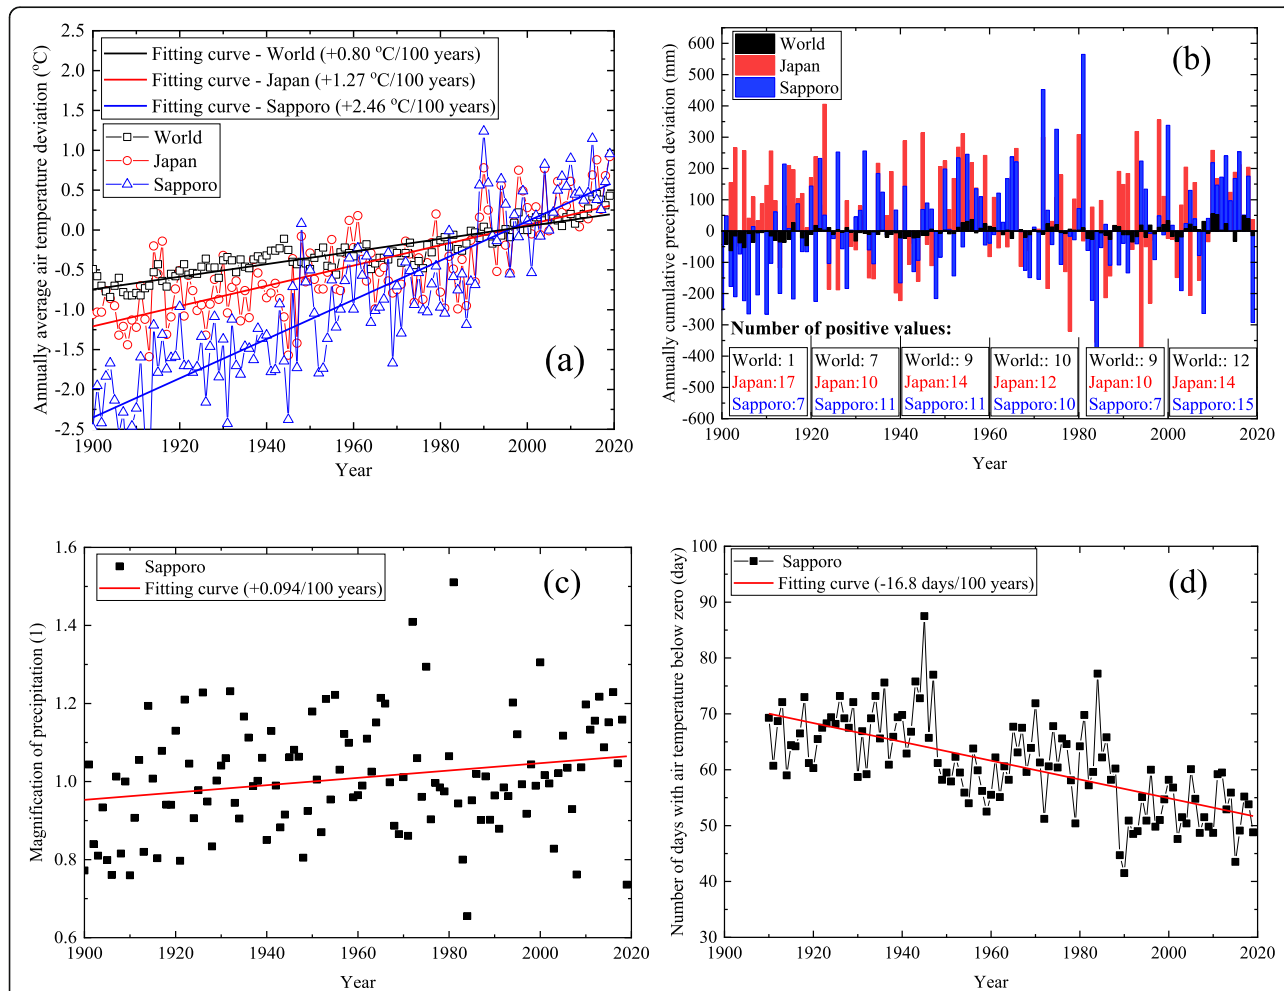 Fitting curve - World (+0.80 °C/100 years)
Fitting curve - Japan (+1.27 °C/100 years)
Fitting curve - Sapporo (+2.46 °C/100 years)
World
Japan
Sapporo
(a)
Annually average air temperature deviation (°C)
2.5
2.0
1.5
1.0
0.5
0.0
-0.5
-1.0
-1.5
-2.0
-2.5
1900 1920 1940 1960 1980 2000 2020
Year
World
Japan
Sapporo
(b)
Annually cumulative precipitation deviation (mm)
600
500
400
300
200
100
0
-100
-200
-300
-400
-500
-600
Number of positive values:
World: 1 World: 7 World:: 9 World:: 10 World:: 9 World:: 12
Japan:17 Japan:10 Japan:14 Japan:12 Japan:10 Japan:14
Sapporo:7 Sapporo:11 Sapporo:11 Sapporo:10 Sapporo:7 Sapporo:15
1900 1920 1940 1960 1980 2000 2020
Year
Sapporo
Fitting curve (+0.094/100 years)
(c)
Magnification of precipitation (1)
1.6
1.4
1.2
1.0
0.8
0.6
1900 1920 1940 1960 1980 2000 2020
Year
Sapporo
Fitting curve (-16.8 days/100 years)
(d)
Number of days with air temperature below zero (day)
100
90
80
70
60
50
40
30
1900 1920 1940 1960 1980 2000 2020
Year